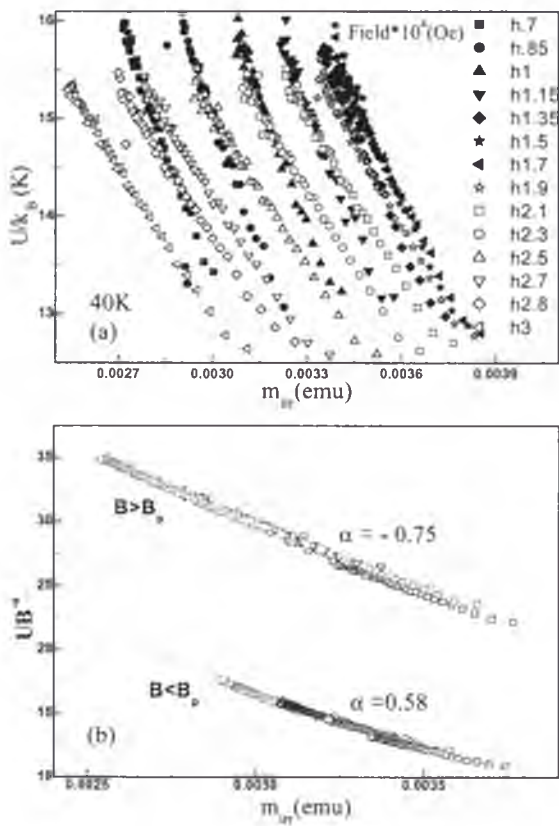 16
15
14
13
U/k_B (K)
Field*10^4(Oe)
h.7
h.85
h1
h1.15
h1.35
h1.5
h1.7
h1.9
h2.1
h2.3
h2.5
h2.7
h2.8
h3
40K
(a)
0.0027 0.0030 0.0033 0.0036 0.0039
m_irr(emu)
35
30
25
15
10
B>B_p
α = - 0.75
B<B_p
α = 0.58
(b)
0.0025 0.0030 0.0035
m_irr(emu)